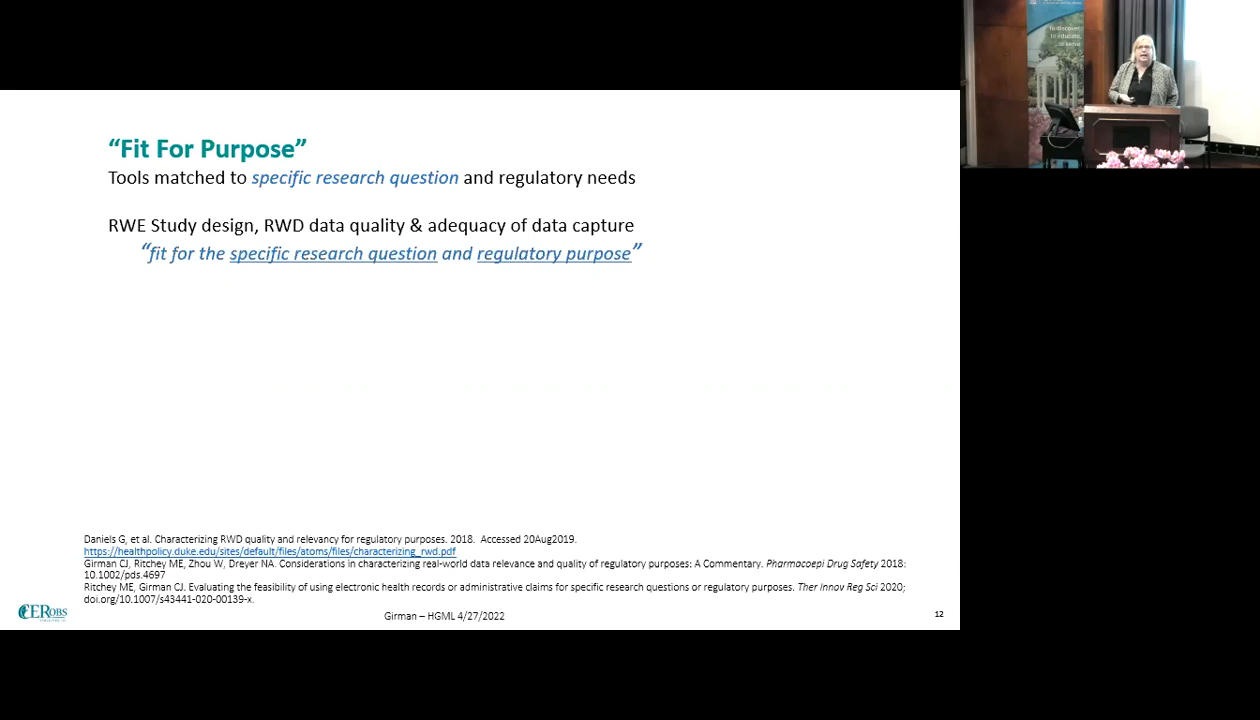 “Fit For Purpose”
Tools matched to specific research question and regulatory needs
RWE Study design, RWD data quality & adequacy of data capture
“fit for the specific research question and regulatory purpose”
Daniels G, et al. Characterizing RWD quality and relevancy for regulatory purposes. 2018. Accessed 20Aug2019.
https://healthpolicy.duke.edu/sites/default/files/atoms/files/characterizing_rwd.pdf
Girman CJ, Ritchey ME, Zhou W, Dreyer NA. Considerations in characterizing real-world data relevance and quality of regulatory purposes: A Commentary. Pharmacoepi Drug Safety 2018:
10.1002/pds.4697
Ritchey ME, Girman CJ. Evaluating the feasibility of using electronic health records or administrative claims for specific research questions or regulatory purposes. Ther Innov Reg Sci 2020;
doi.org/10.1007/s43441-020-00139-x.
CERobs
Girman – HGML 4/27/2022
12
to discover,
to educate,
to serve